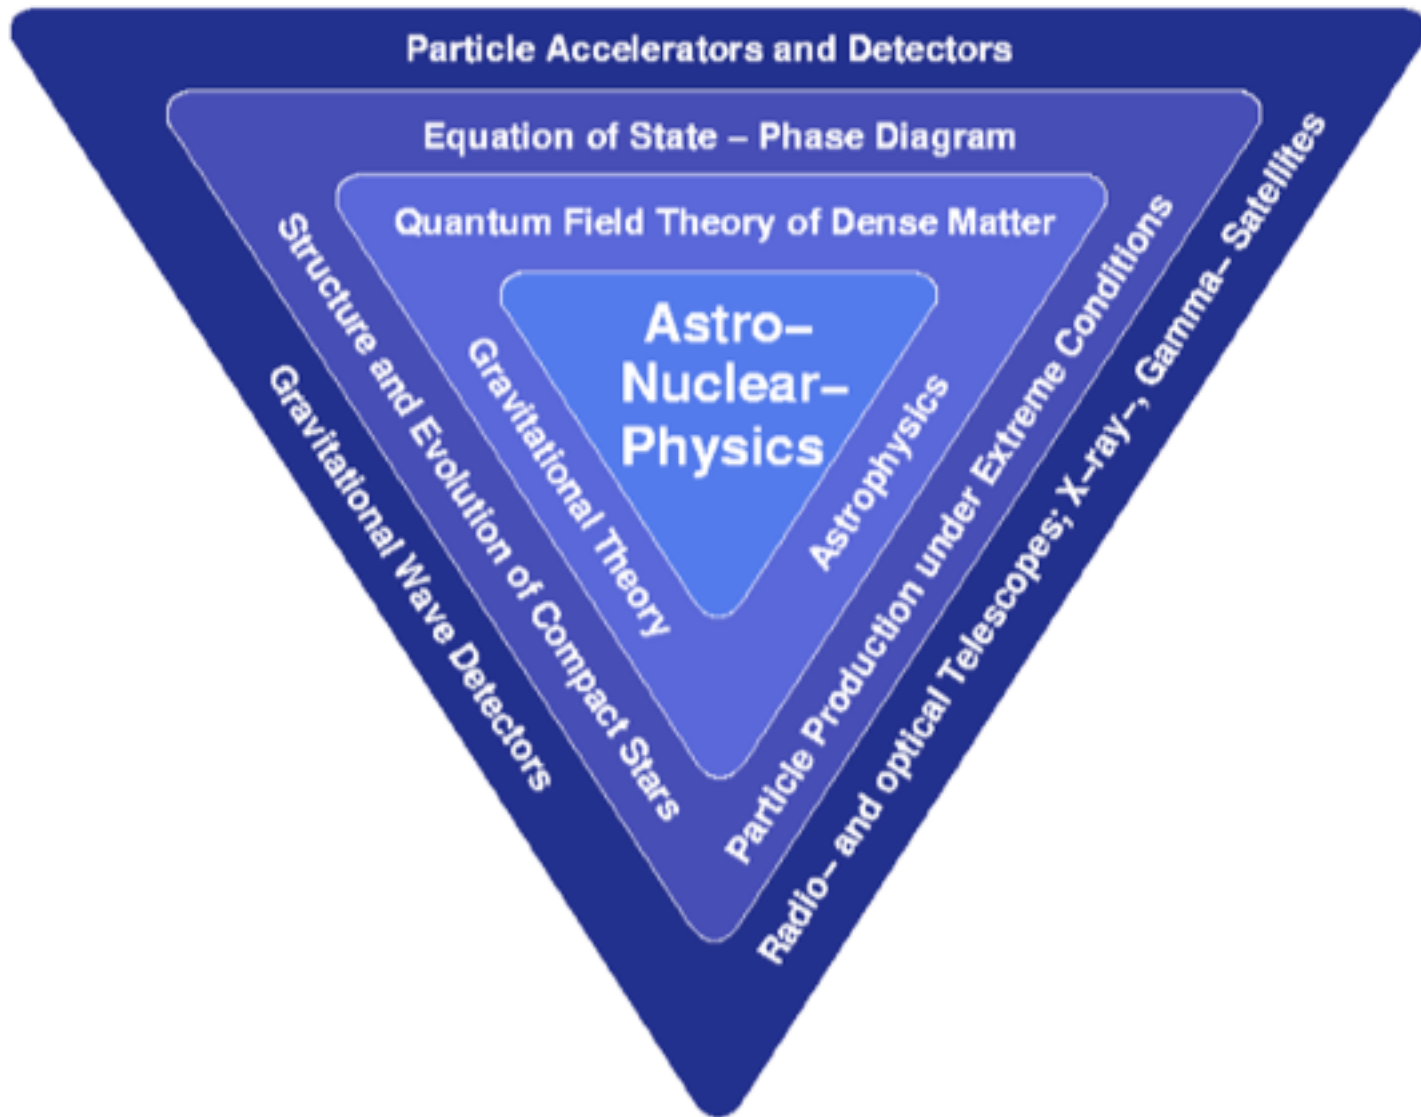 Particle Accelerators and Detectors
Equation of State – Phase Diagram
Quantum Field Theory of Dense Matter
Astro–
Nuclear–
Physics
Gravitational Theory
Astrophysics
Structure and Evolution of Compact Stars
Particle Production under Extreme Conditions
Gravitational Wave Detectors
Radio– and optical Telescopes; X–ray–, Gamma– Satellites